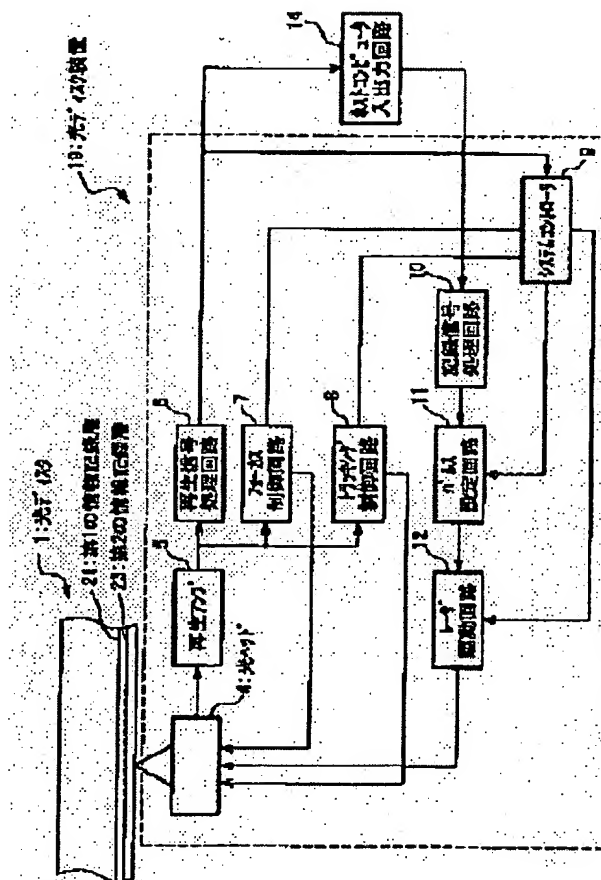 19:光ディスク装置
1:光ディスク
21:第1の情報記録層
23:第2の情報記録層
14
ホストコンピュータ
入出力回路
6
再生信号
処理回路
7
フォーカス
制御回路
8
トラッキング
制御回路
5
再生アンプ
4:光ヘッド
システムコントローラ
9
10
記録信号
処理回路
11
パルス
設定回路
12
レーザ
駆動回路